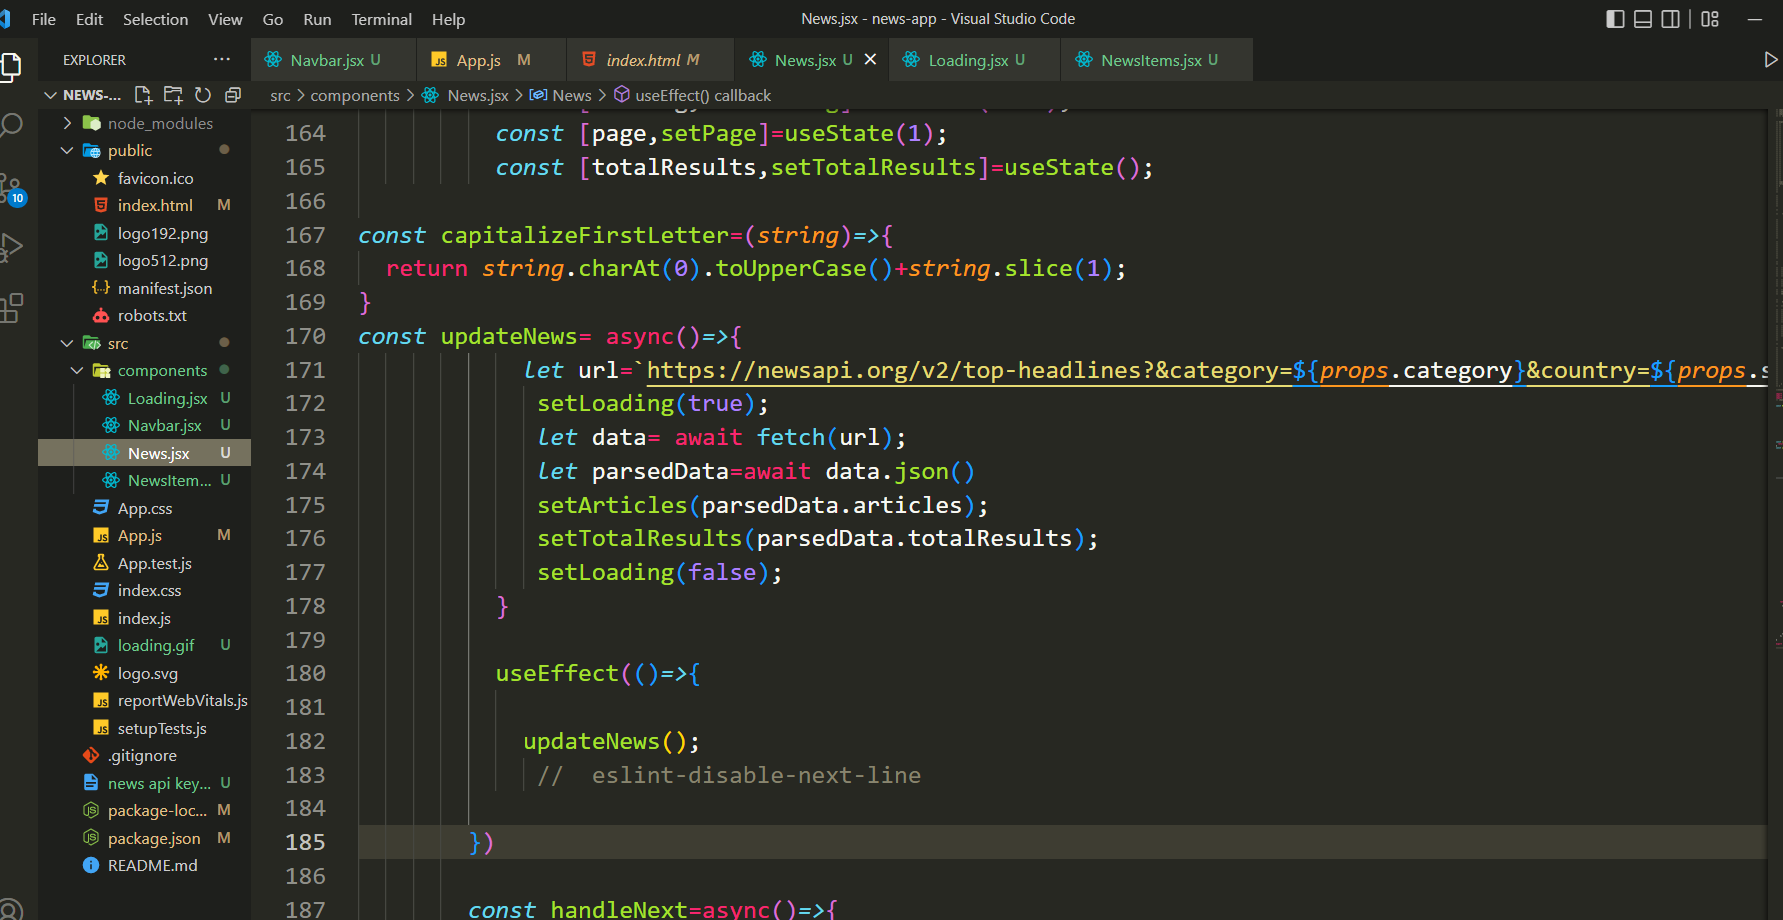 File Edit Selection View Go Run Terminal Help
News.jsx - news-app - Visual Studio Code
EXPLORER ...
Navbar.jsx U
App.js M
index.html M
News.jsx U
Loading.jsx U
NewsItems.jsx U
NEWS-...
src > components > News.jsx > News > useEffect() callback
node_modules
public
favicon.ico
index.html M
logo192.png
logo512.png
manifest.json
robots.txt
src
components
Loading.jsx U
Navbar.jsx U
News.jsx U
NewsItem... U
App.css
App.js M
App.test.js
index.css
index.js
loading.gif U
logo.svg
reportWebVitals.js
setupTests.js
.gitignore
news api key... U
package-loc... M
package.json M
README.md
10
164 const [page,setPage]=useState(1);
165 const [totalResults,setTotalResults]=useState();
166
167 const capitalizeFirstLetter=(string)=>{
168 return string.charAt(0).toUpperCase()+string.slice(1);
169 }
170 const updateNews= async()=>{
171 let url=`https://newsapi.org/v2/top-headlines?&category=${props.category}&country=${props.
172 setLoading(true);
173 let data= await fetch(url);
174 let parsedData=await data.json()
175 setArticles(parsedData.articles);
176 setTotalResults(parsedData.totalResults);
177 setLoading(false);
178 }
179
180 useEffect(()=>{
181
182 updateNews();
183 //  eslint-disable-next-line
184
185 })
186
187 const handleNext=async()=>{